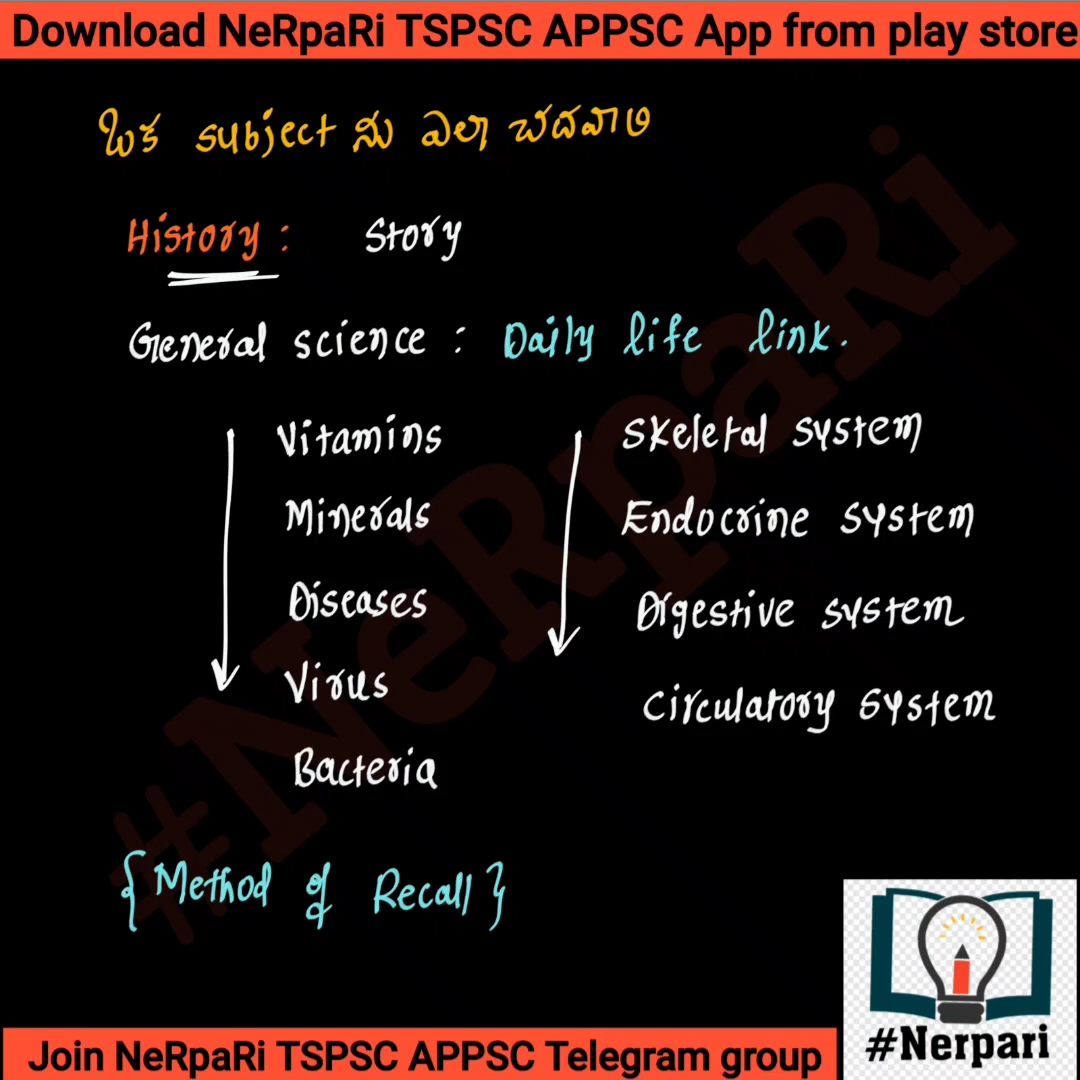 Download NeRpaRi TSPSC APPSC App from play store
ఒక subject ను ఎలా చదవాలి
History : Story
General science : Daily life link.
Vitamins
Minerals
Diseases
Virus
Bacteria
Skeletal system
Endocrine system
Digestive system
Circulatory system
{Method of Recall}
#NeRpaRi
#Nerpari
Join NeRpaRi TSPSC APPSC Telegram group